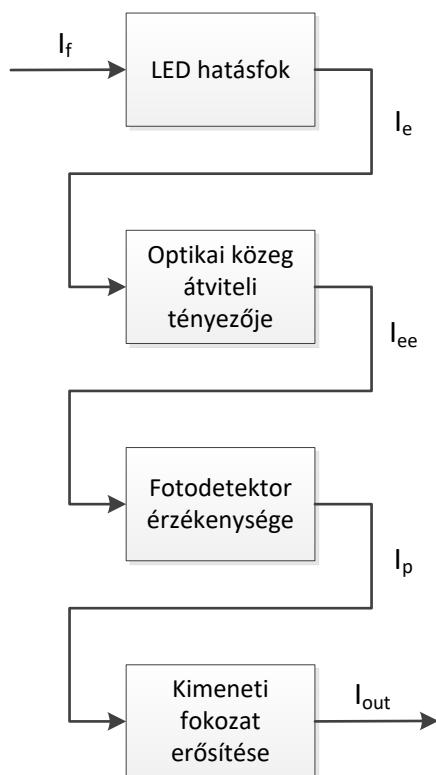 I_f
LED hatásfok
I_e
Optikai közeg
átviteli
tényezője
I_ee
Fotodetektor
érzékenysége
I_p
Kimeneti
fokozat
erősítése
I_out